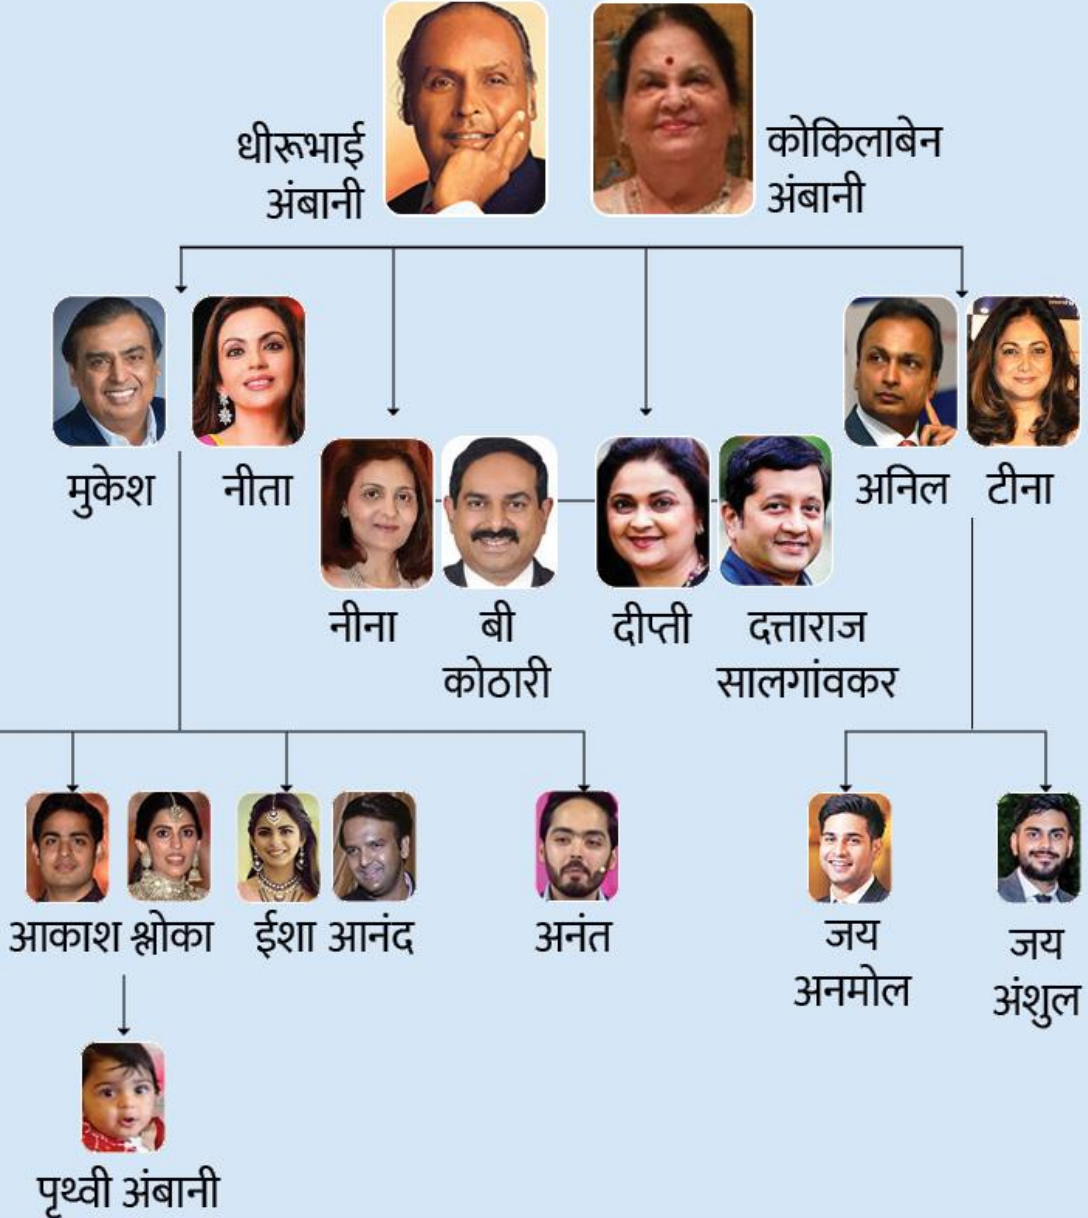 धीरूभाई
अंबानी
कोकिलाबेन
अंबानी
मुकेश
नीता
अनिल
टीना
नीना
बी
कोठारी
दीप्ती
दत्ताराज
सालगांवकर
आकाश श्लोका
ईशा आनंद
अनंत
जय
अनमोल
जय
अंशुल
पृथ्वी अंबानी